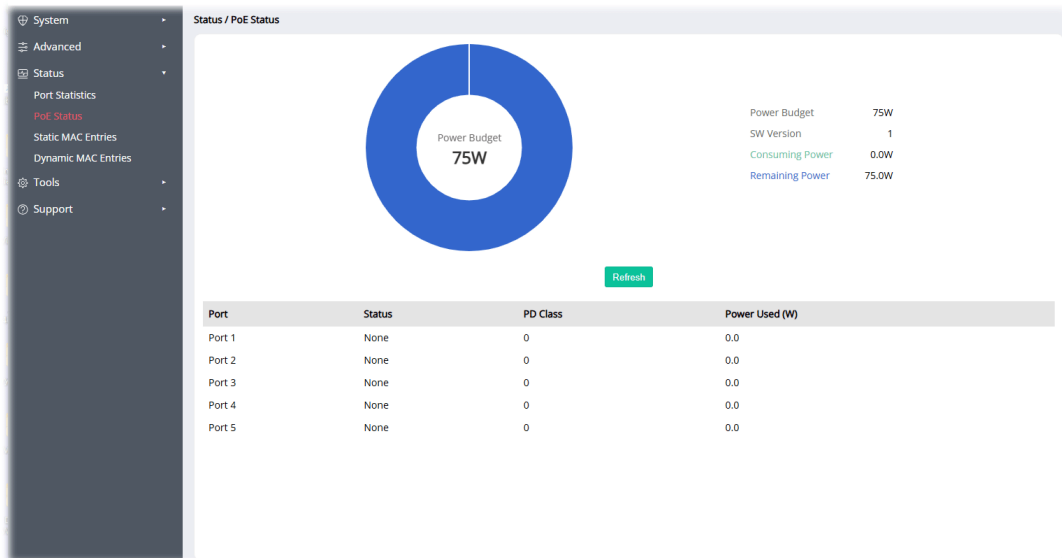 System
Advanced
Status
Port Statistics
PoE Status
Static MAC Entries
Dynamic MAC Entries
Tools
Support
Status / PoE Status
Power Budget
75W
Power Budget 75W
SW Version 1
Consuming Power 0.0W
Remaining Power 75.0W
Refresh
Port Status PD Class Power Used (W)
Port 1 None 0 0.0
Port 2 None 0 0.0
Port 3 None 0 0.0
Port 4 None 0 0.0
Port 5 None 0 0.0